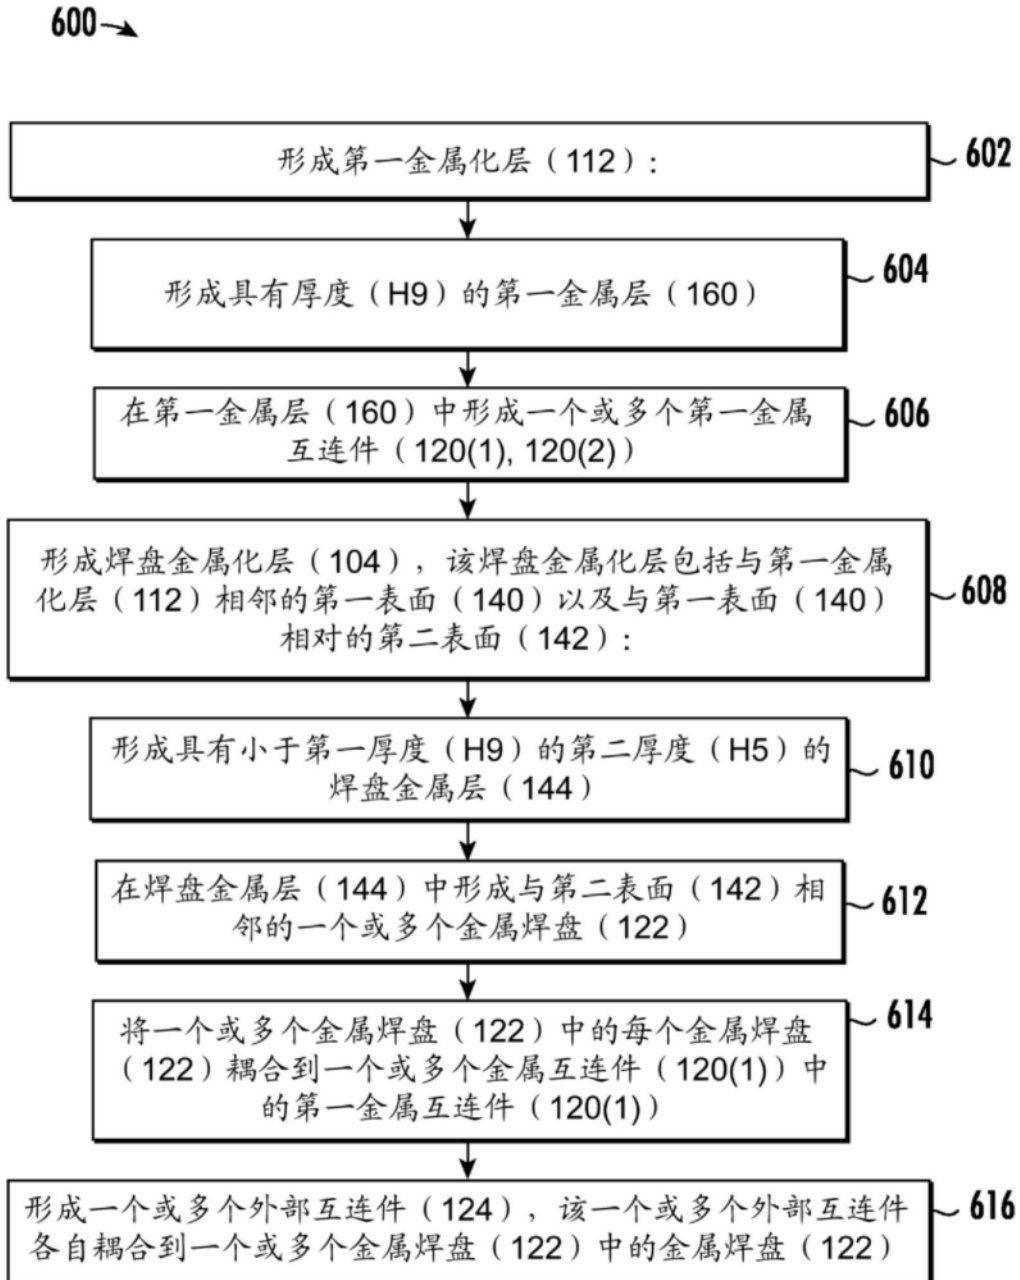 600
形成第一金属化层（112）：
602
形成具有厚度（H9）的第一金属层（160）
604
在第一金属层（160）中形成一个或多个第一金属
互连件（120(1), 120(2)）
606
形成焊盘金属化层（104），该焊盘金属化层包括与第一金属
化层（112）相邻的第一表面（140）以及与第一表面（140）
相对的第二表面（142）：
608
形成具有小于第一厚度（H9）的第二厚度（H5）的
焊盘金属层（144）
610
在焊盘金属层（144）中形成与第二表面（142）相
邻的一个或多个金属焊盘（122）
612
将一个或多个金属焊盘（122）中的每个金属焊盘
（122）耦合到一个或多个金属互连件（120(1)）中
的第一金属互连件（120(1)）
614
形成一个或多个外部互连件（124），该一个或多个外部互连件
各自耦合到一个或多个金属焊盘（122）中的金属焊盘（122）
616